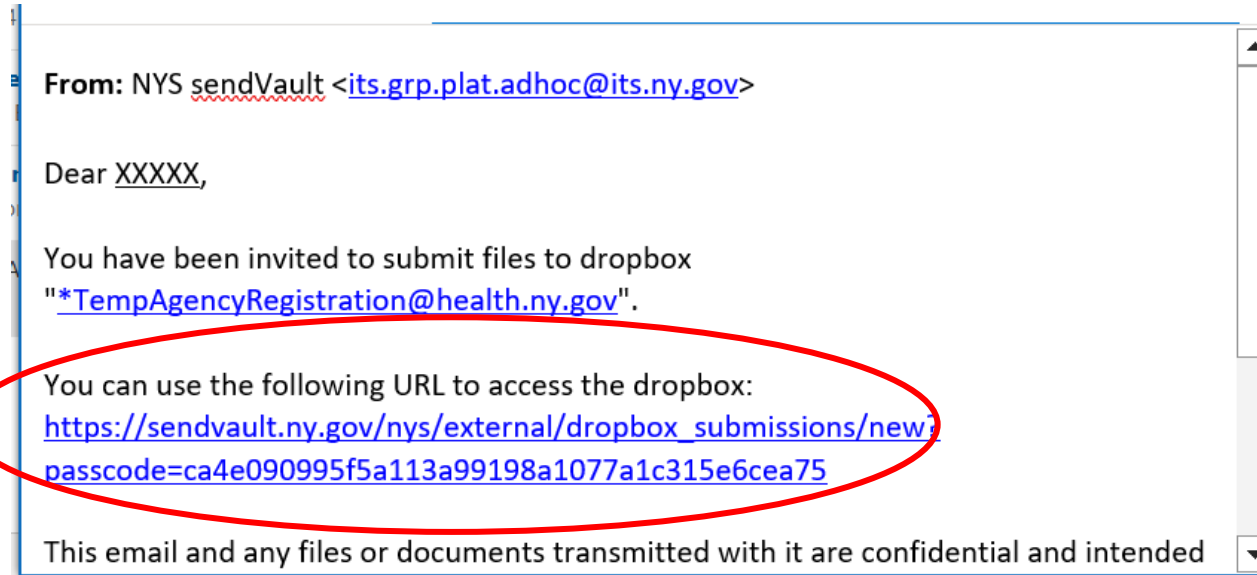 From: NYS sendVault <its.grp.plat.adhoc@its.ny.gov>
Dear XXXXX,
You have been invited to submit files to dropbox
"*TempAgencyRegistration@health.ny.gov".
You can use the following URL to access the dropbox:
https://sendvault.ny.gov/nys/external/dropbox_submissions/new?
passcode=ca4e090995f5a113a99198a1077a1c315e6cea75
This email and any files or documents transmitted with it are confidential and intended